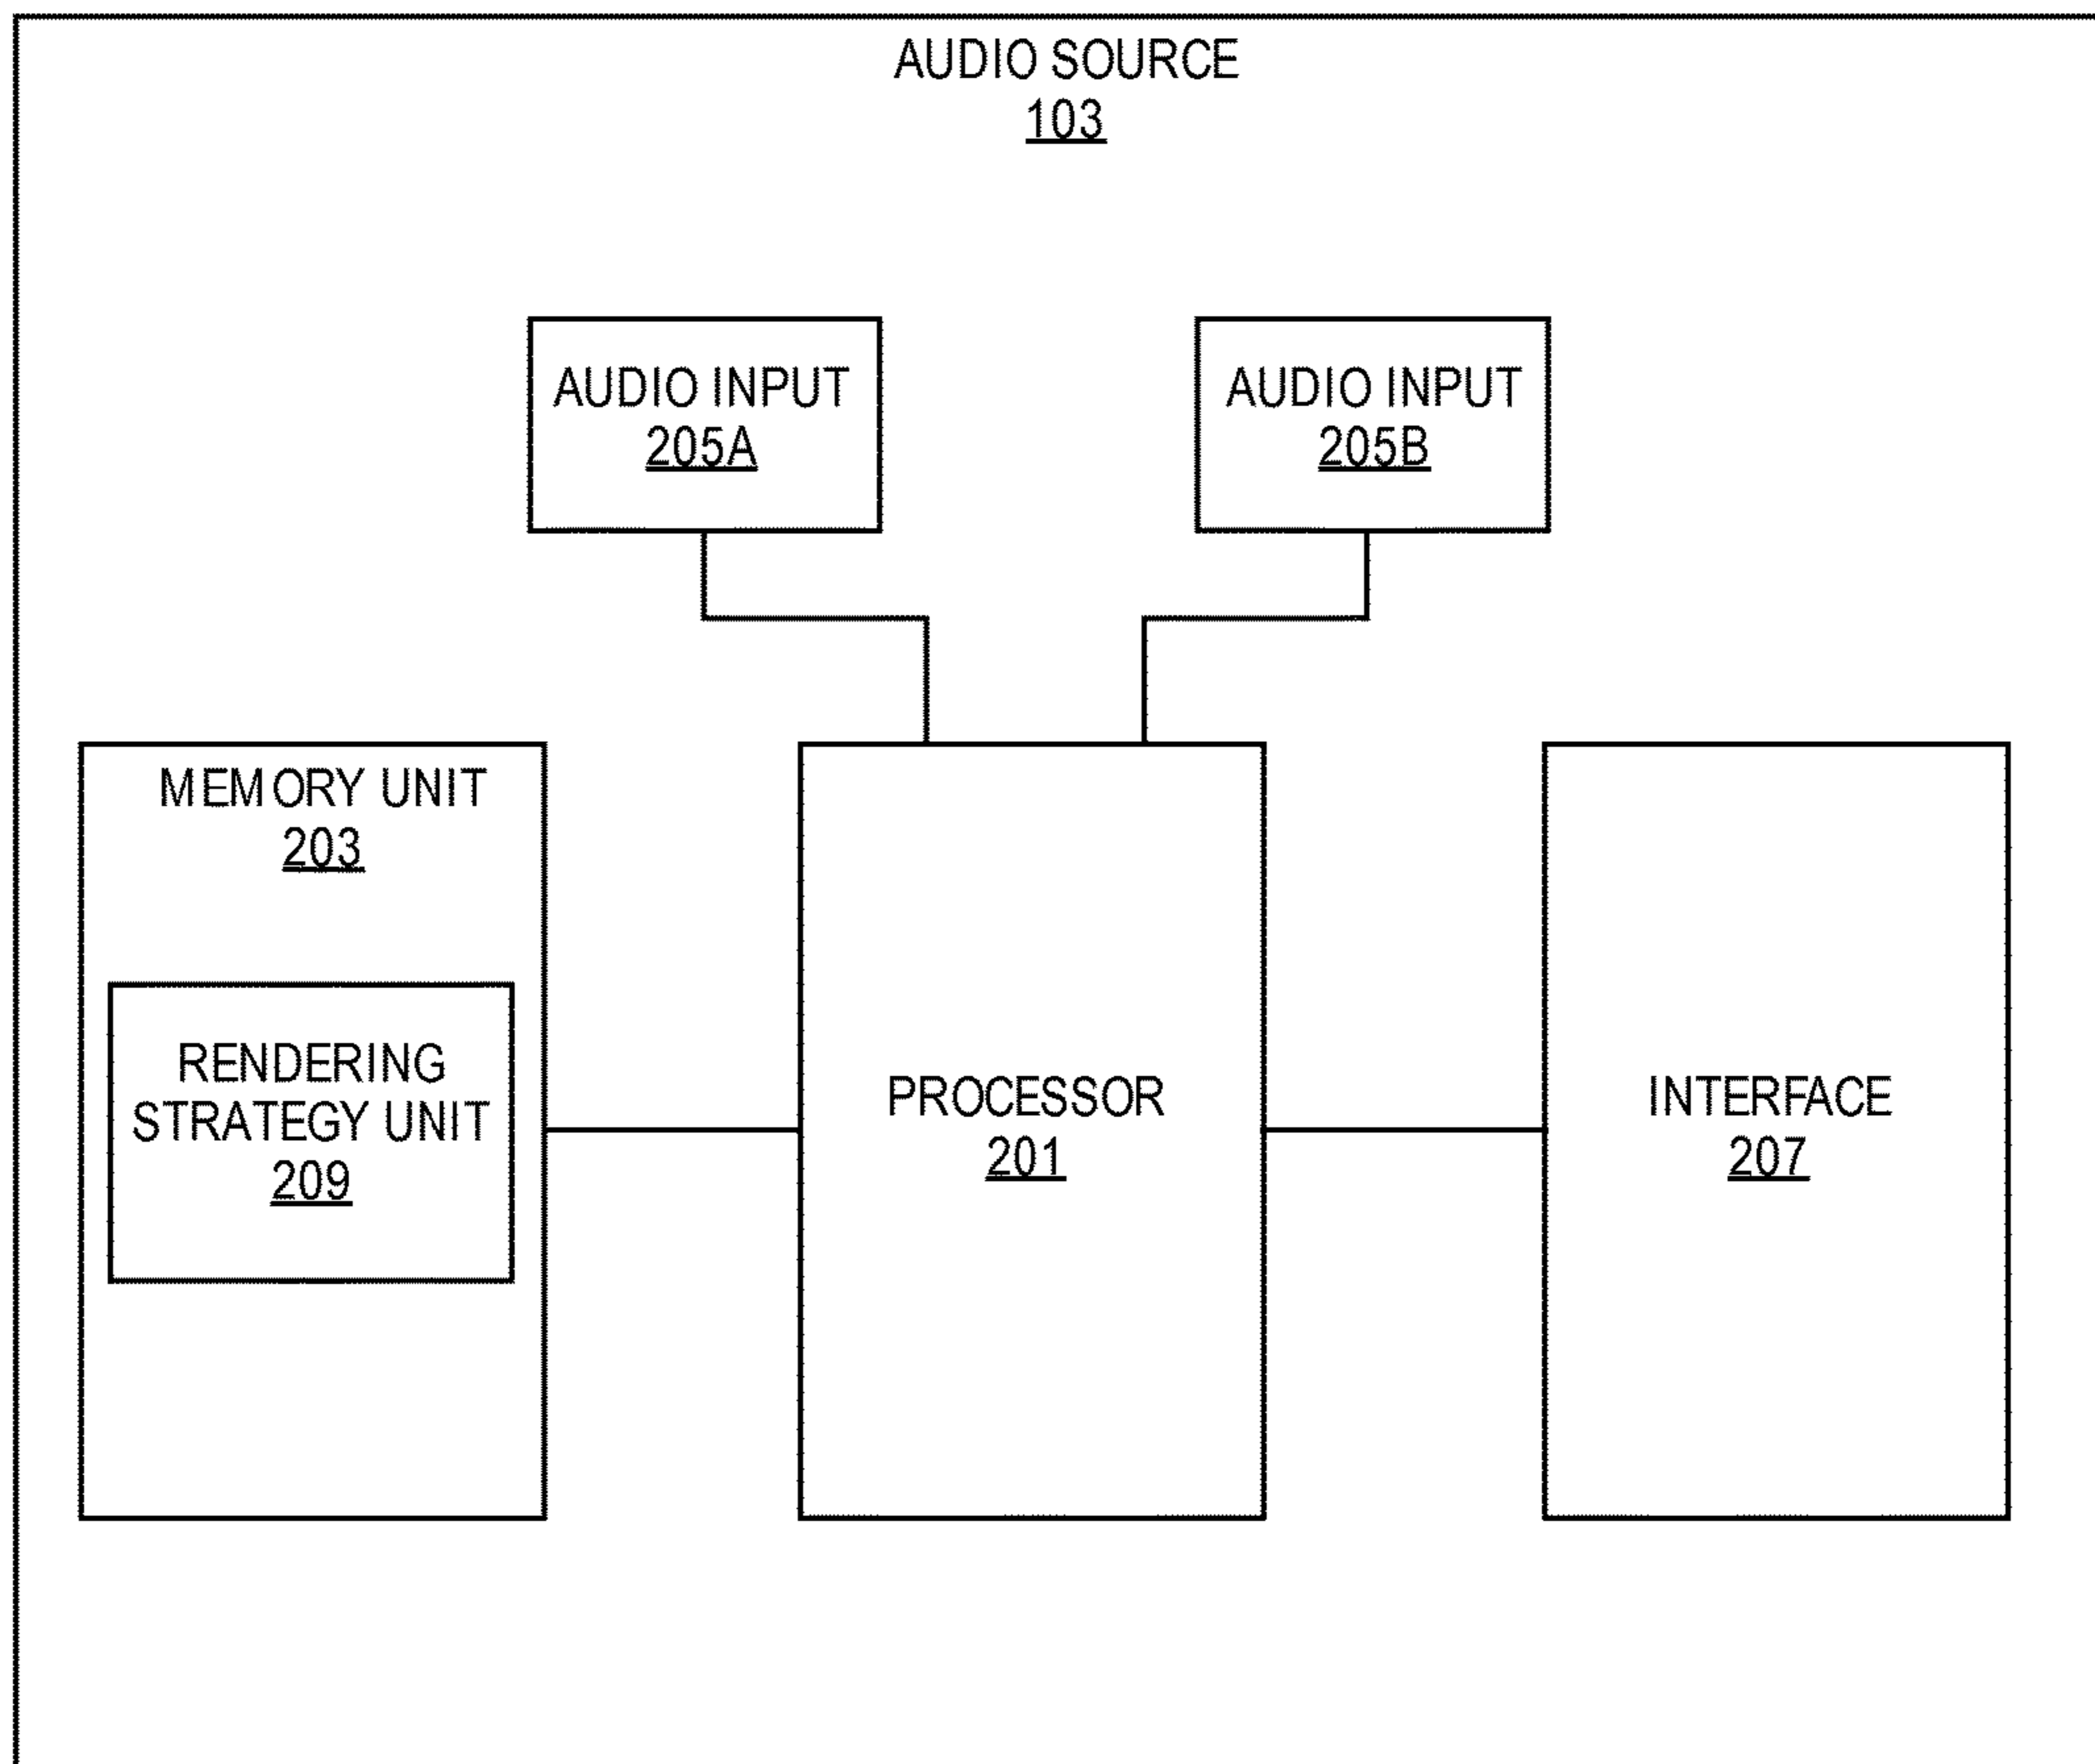 AUDIO SOURCE
103
AUDIO INPUT
205A
AUDIO INPUT
205B
MEMORY UNIT
203
RENDERING
STRATEGY UNIT
209
PROCESSOR
201
INTERFACE
207